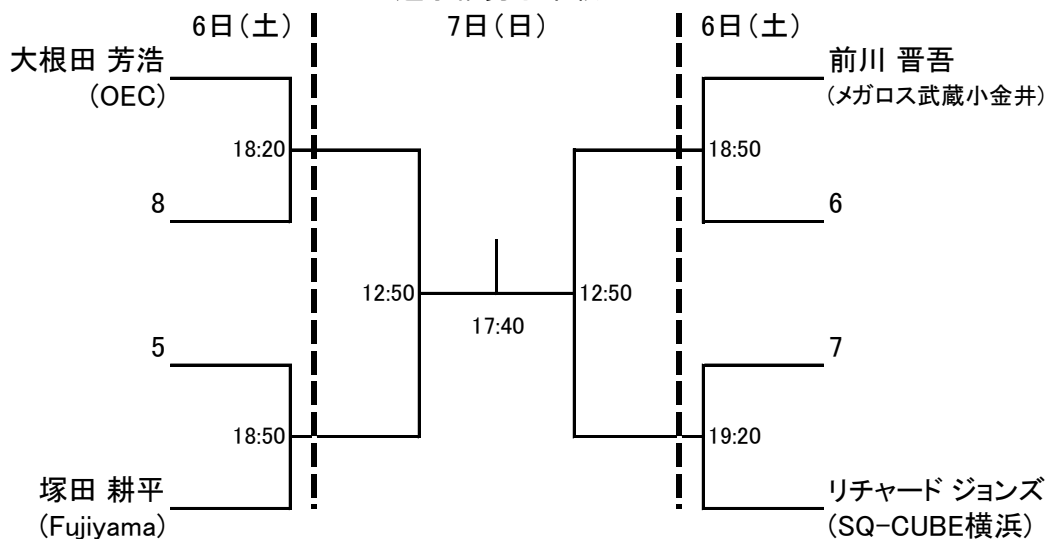 6日(土)
7日(日)
6日(土)
大根田 芳浩
(OEC)
前川 晋吾
(メガロス武蔵小金井)
18:20
18:50
8
6
12:50
12:50
17:40
5
7
18:50
19:20
塚田 耕平
(Fujiyama)
リチャード ジョンズ
(SQ-CUBE横浜)